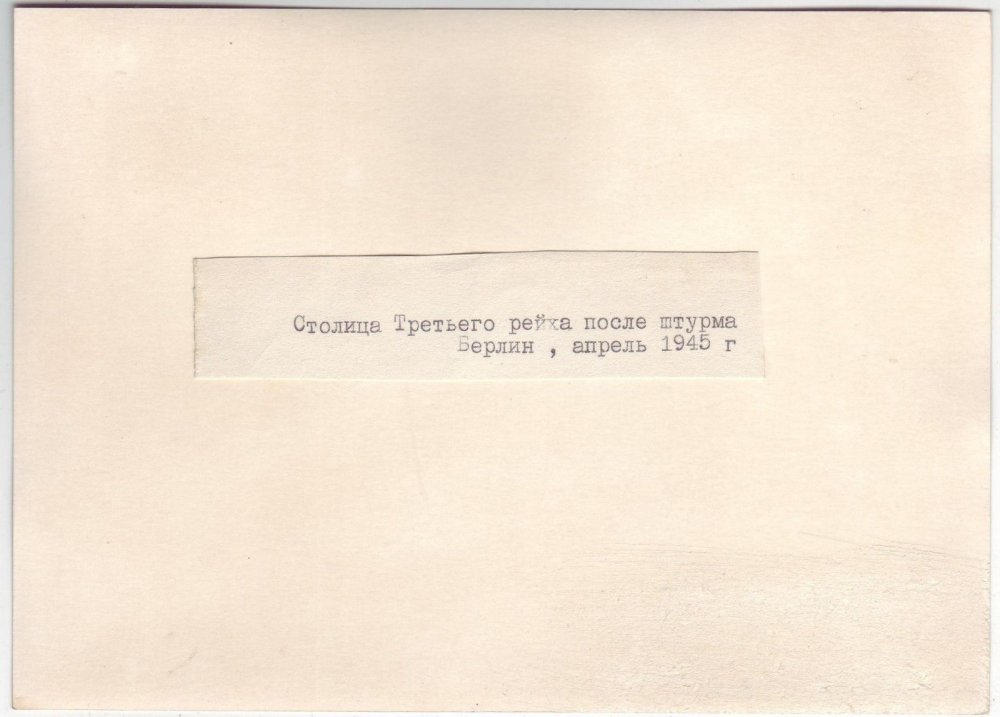 Столица Третьего рейха после штурма
Берлин , апрель 1945 г